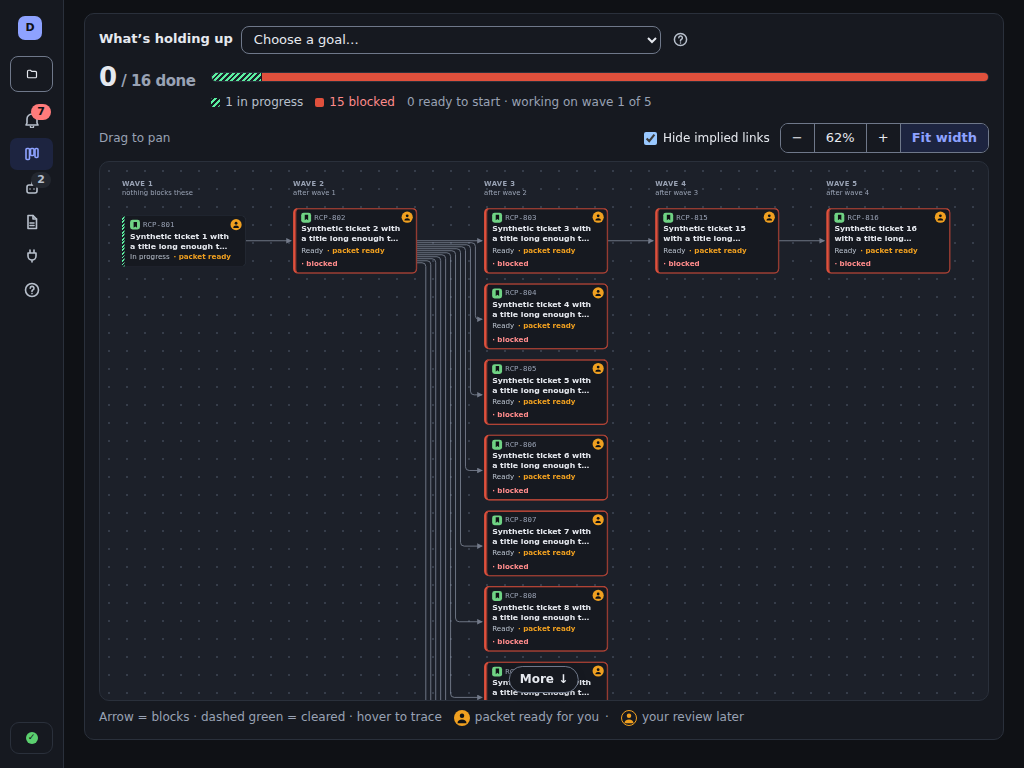 D
7
2
What's holding up
Choose a goal…
0 / 16 done
1 in progress
15 blocked
0 ready to start · working on wave 1 of 5
Drag to pan
Hide implied links
−
62%
+
Fit width
WAVE 1
nothing blocks these
WAVE 2
after wave 1
WAVE 3
after wave 2
WAVE 4
after wave 3
WAVE 5
after wave 4
RCP-801
Synthetic ticket 1 with
a title long enough t…
In progress · packet ready
RCP-802
Synthetic ticket 2 with
a title long enough t…
Ready · packet ready
· blocked
RCP-803
Synthetic ticket 3 with
a title long enough t…
Ready · packet ready
· blocked
RCP-815
Synthetic ticket 15
with a title long…
Ready · packet ready
· blocked
RCP-816
Synthetic ticket 16
with a title long…
Ready · packet ready
· blocked
RCP-804
Synthetic ticket 4 with
a title long enough t…
Ready · packet ready
· blocked
RCP-805
Synthetic ticket 5 with
a title long enough t…
Ready · packet ready
· blocked
RCP-806
Synthetic ticket 6 with
a title long enough t…
Ready · packet ready
· blocked
RCP-807
Synthetic ticket 7 with
a title long enough t…
Ready · packet ready
· blocked
RCP-808
Synthetic ticket 8 with
a title long enough t…
Ready · packet ready
· blocked
a title long enough t…
More ↓
Arrow = blocks · dashed green = cleared · hover to trace
packet ready for you ·
your review later